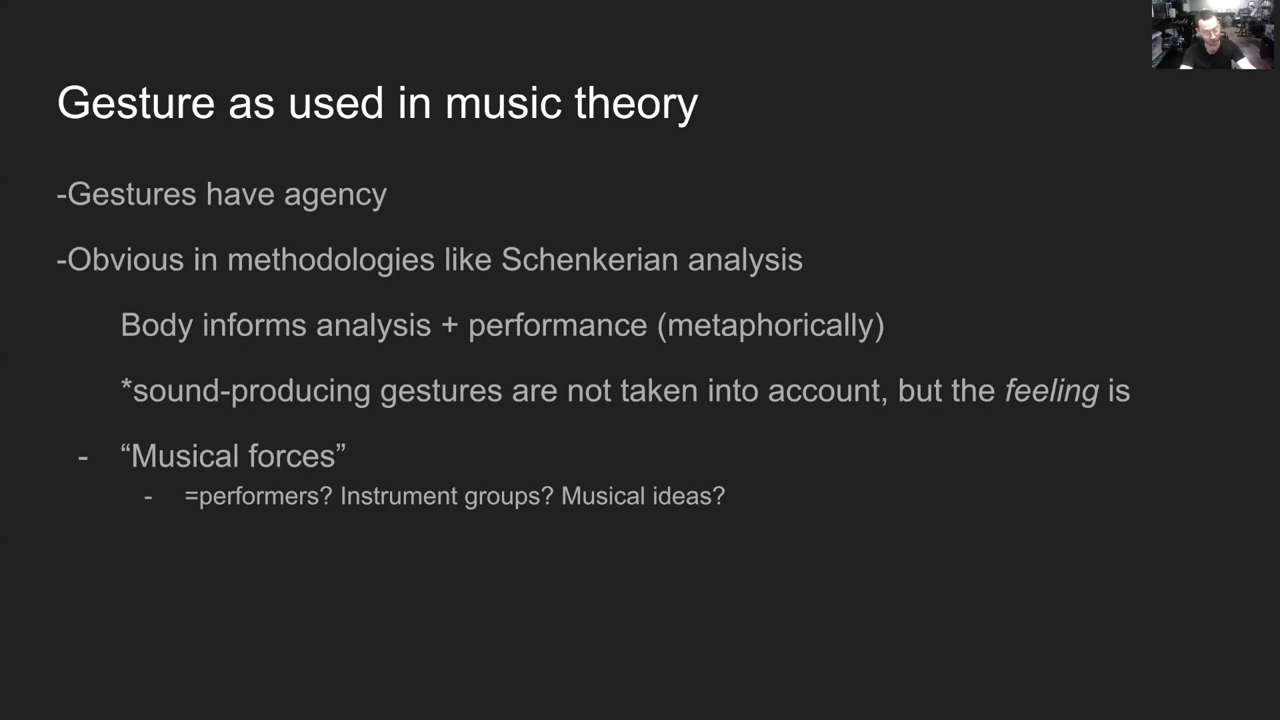 Gesture as used in music theory
-Gestures have agency
-Obvious in methodologies like Schenkerian analysis
Body informs analysis + performance (metaphorically)
*sound-producing gestures are not taken into account, but the feeling is
- “Musical forces”
- =performers? Instrument groups? Musical ideas?